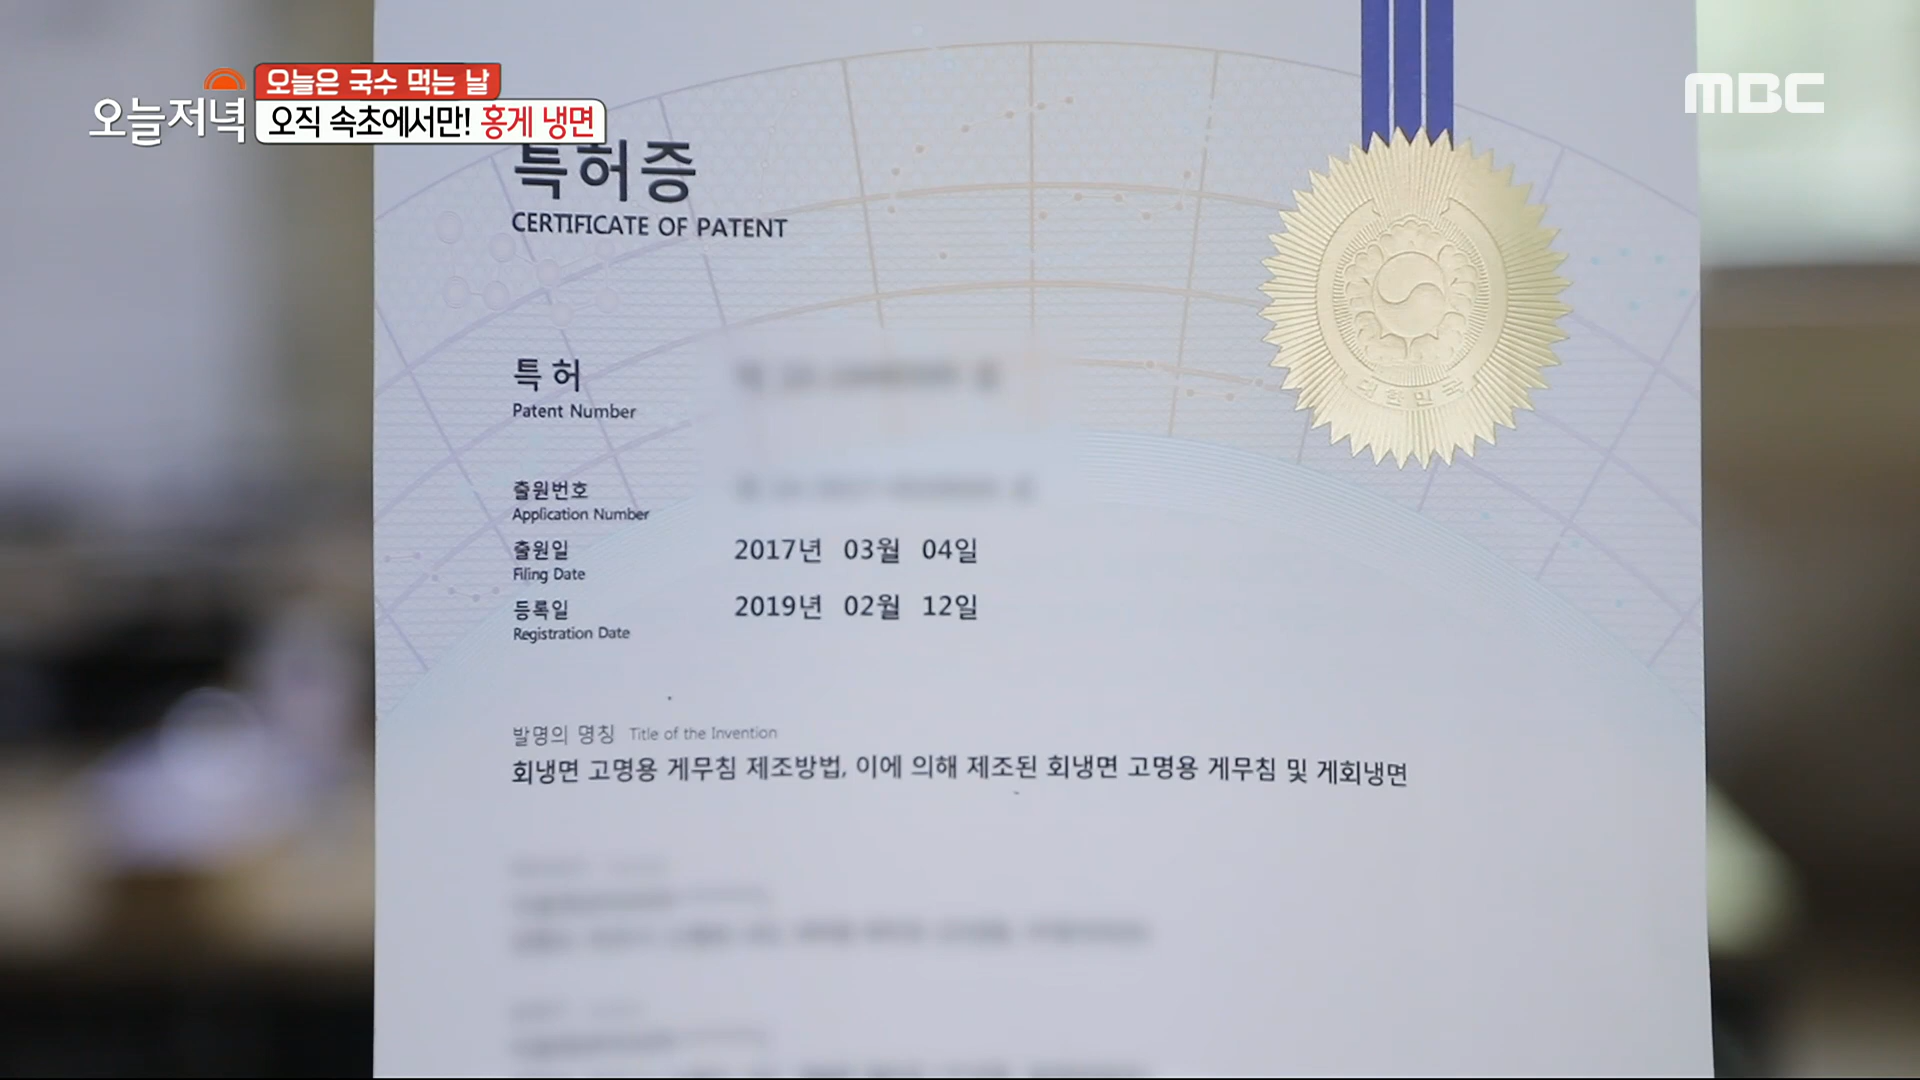 오늘저녁
오늘은 국수 먹는 날
오직 속초에서만! 홍게 냉면
MBC
특허증
CERTIFICATE OF PATENT
특 허
Patent Number
출원번호
Application Number
출원일
Filing Date
2017년 03월 04일
등록일
Registration Date
2019년 02월 12일
발명의 명칭 Title of the Invention
회냉면 고명용 게무침 제조방법, 이에 의해 제조된 회냉면 고명용 게무침 및 게회냉면
대한민국